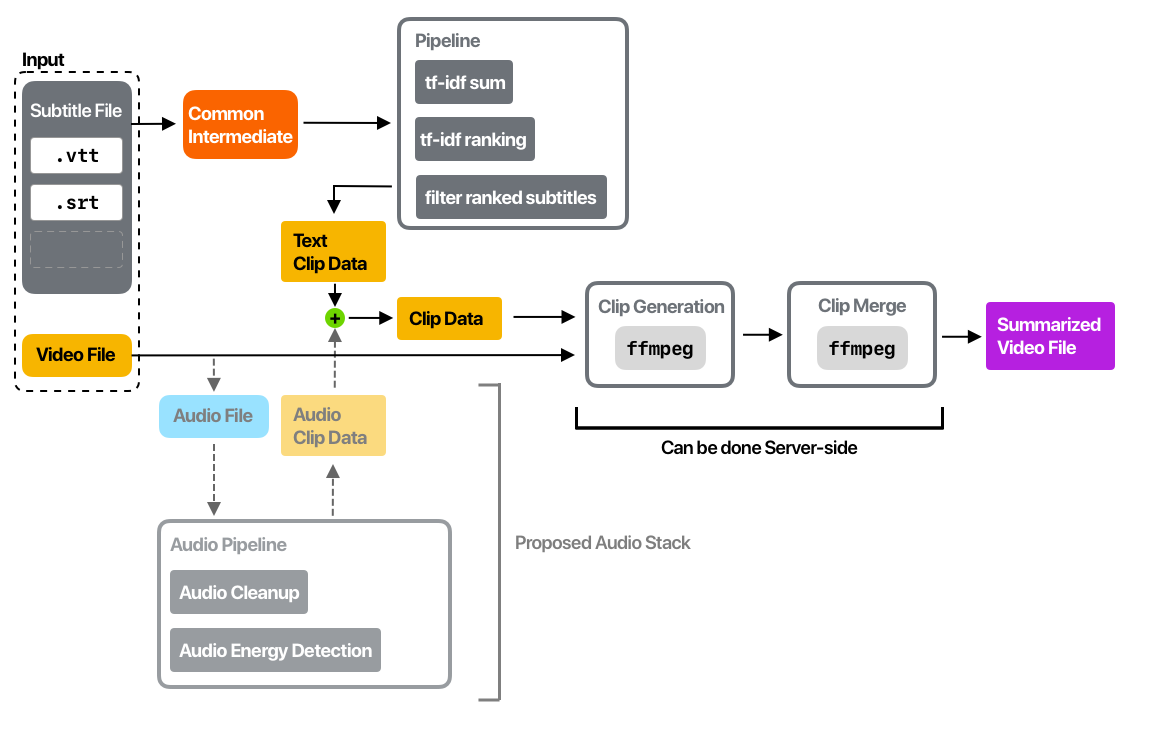 Input
Subtitle File
.vtt
.srt
Video File
Common
Intermediate
Pipeline
tf-idf sum
tf-idf ranking
filter ranked subtitles
Text
Clip Data
+
Clip Data
Clip Generation
ffmpeg
Clip Merge
ffmpeg
Summarized
Video File
Can be done Server-side
Audio File
Audio
Clip Data
Audio Pipeline
Audio Cleanup
Audio Energy Detection
Proposed Audio Stack